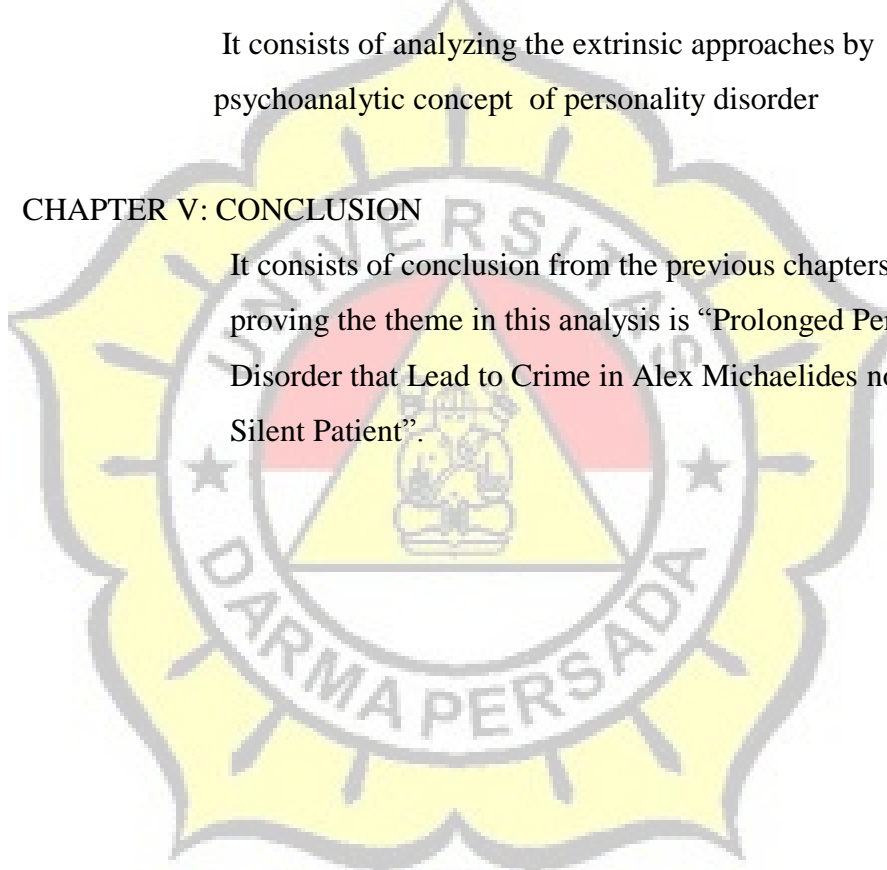 It consists of analyzing the extrinsic approaches by
psychoanalytic concept of personality disorder
CHAPTER V: CONCLUSION
It consists of conclusion from the previous chapters
proving the theme in this analysis is “Prolonged
Disorder that Lead to Crime in Alex Michaelides
Silent Patient”.
UNIVERSITAS
DARMA PERSADA